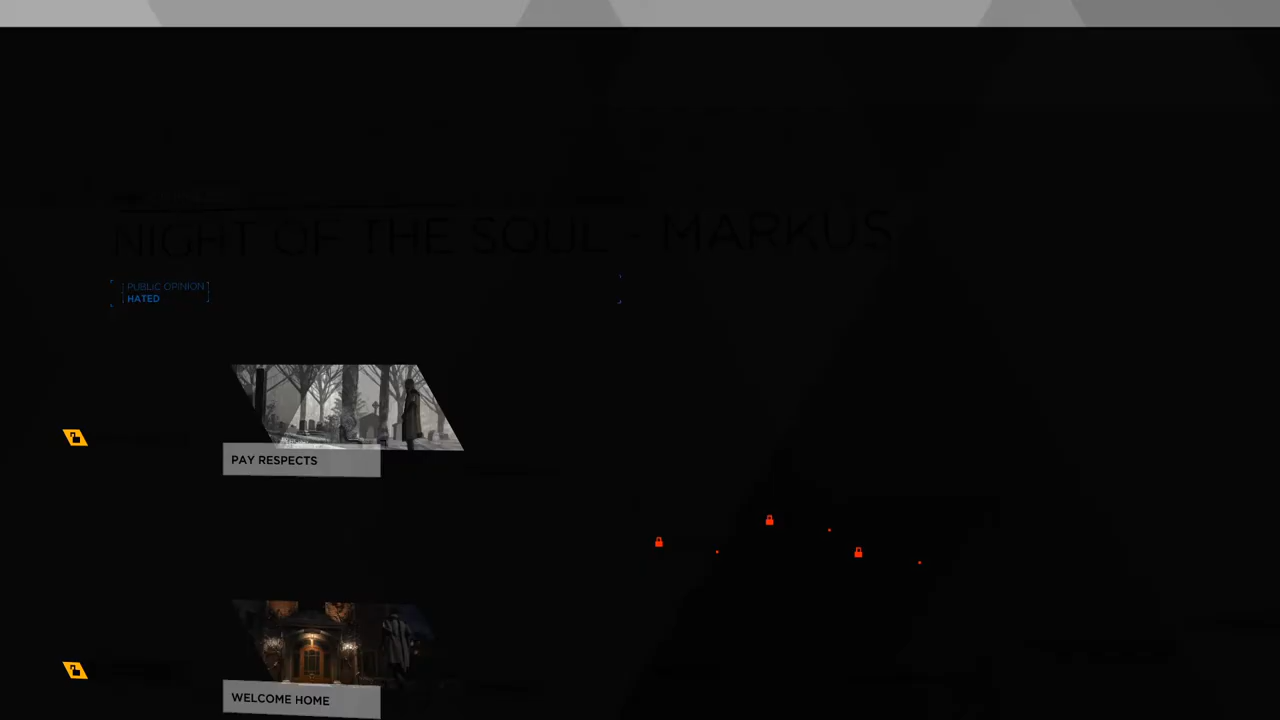 NIGHT OF THE SOUL - MARKUS
PUBLIC OPINION
HATED
PAY RESPECTS
WELCOME HOME